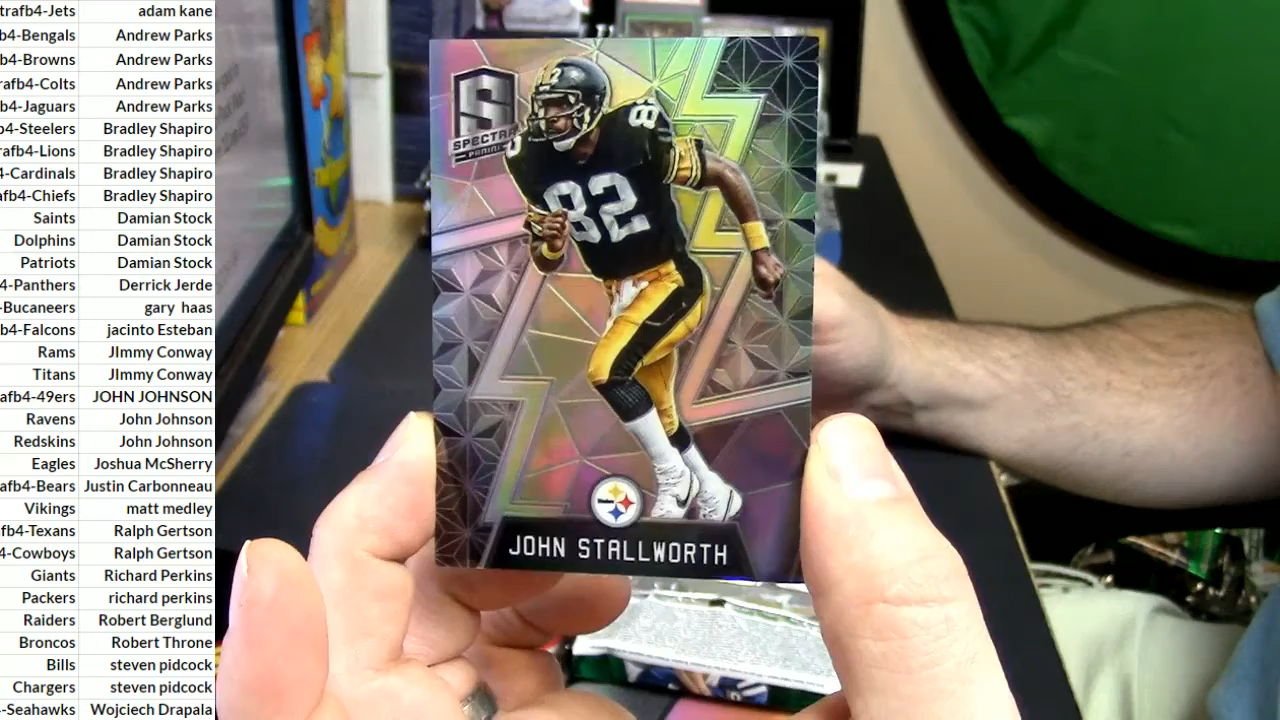 trafb4-Jets adam kane
b4-Bengals Andrew Parks
b4-Browns Andrew Parks
rafb4-Colts Andrew Parks
b4-Jaguars Andrew Parks
b4-Steelers Bradley Shapiro
rafb4-Lions Bradley Shapiro
4-Cardinals Bradley Shapiro
afb4-Chiefs Bradley Shapiro
Saints Damian Stock
Dolphins Damian Stock
Patriots Damian Stock
4-Panthers Derrick Jerde
-Bucaneers gary haas
b4-Falcons jacinto Esteban
Rams JImmy Conway
Titans JImmy Conway
afb4-49ers JOHN JOHNSON
Ravens John Johnson
Redskins John Johnson
Eagles Joshua McSherry
afb4-Bears Justin Carbonneau
Vikings matt medley
fb4-Texans Ralph Gertson
4-Cowboys Ralph Gertson
Giants Richard Perkins
Packers richard perkins
Raiders Robert Berglund
Broncos Robert Throne
Bills steven pidcock
Chargers steven pidcock
4-Seahawks Wojciech Drapala
S
SPECTRA
PANINI
82
82
82
Steelers
JOHN STALLWORTH